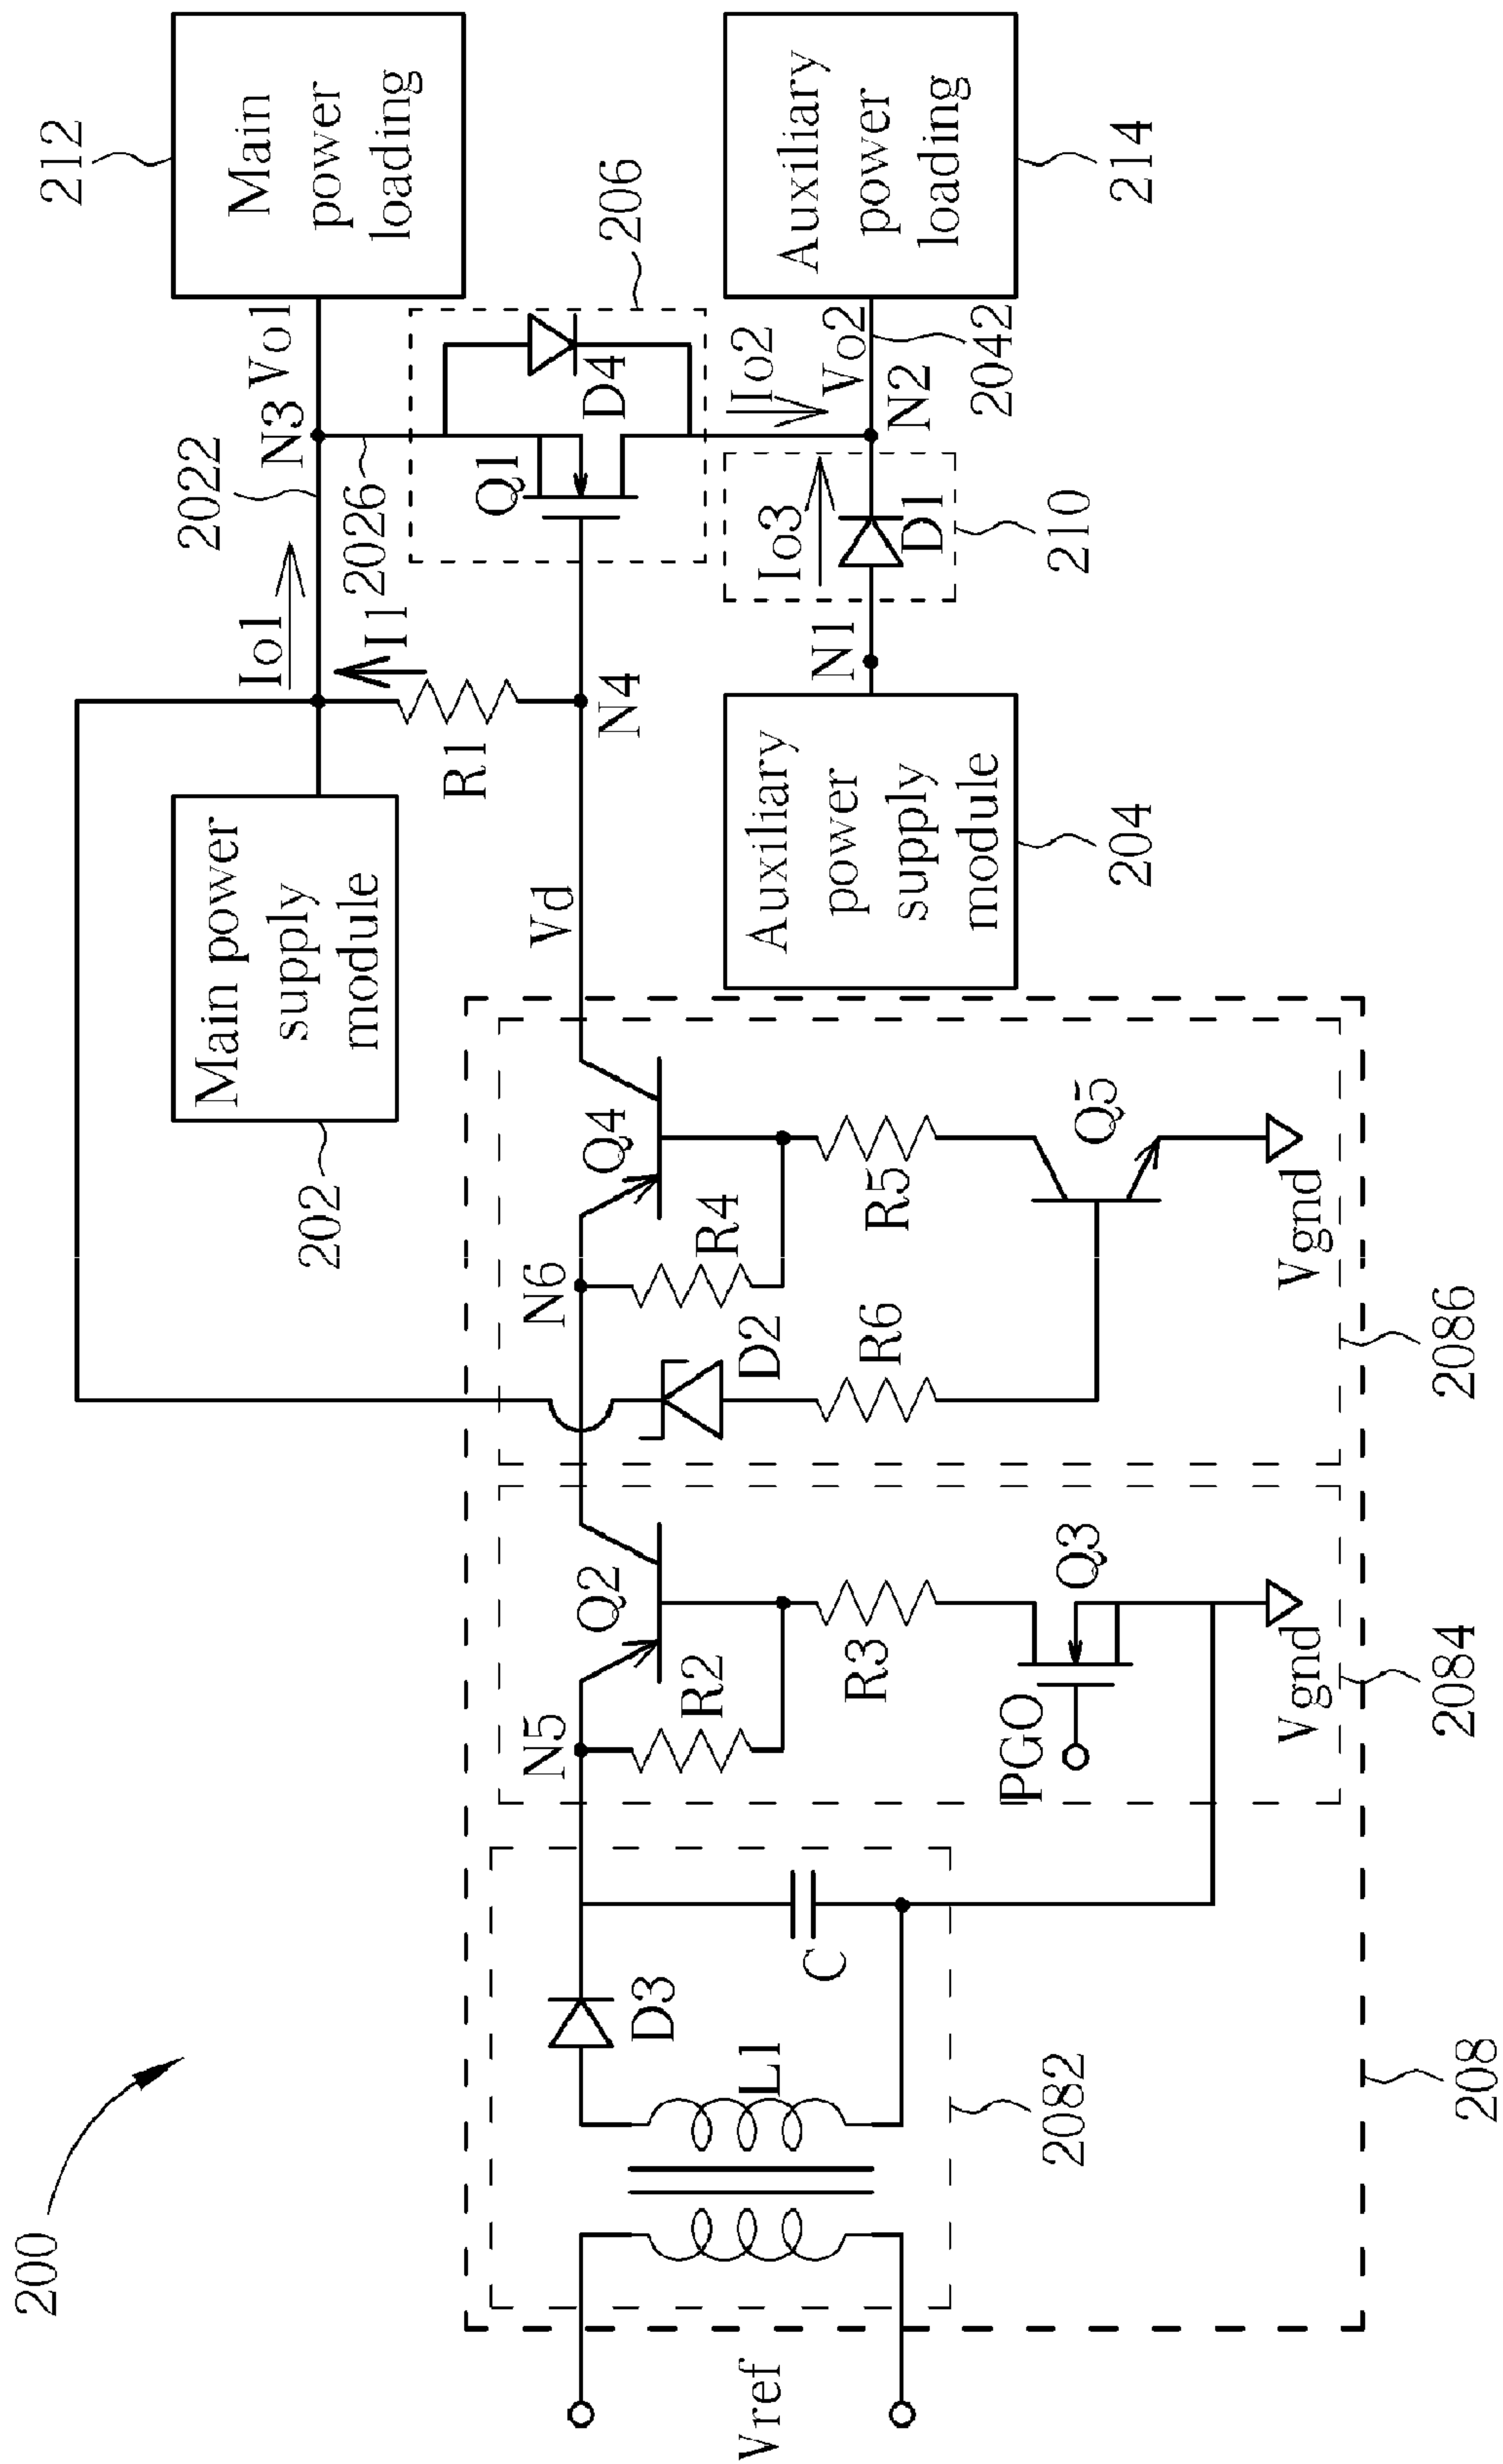 200
212
Main
power
loading
Vo1
N3
2022
Io1
2026
I1
R1
Main power
supply
module
202
Q1
D4
206
Io2
Vo2
N2
2042
Auxiliary
power
loading
214
Io3
D1
210
N1
N4
Vd
Auxiliary
power
supply
module
204
Q4
N6
R4
R5
Q5
D2
R6
Vgnd
2086
Q2
N5
R2
R3
Q3
PGO
Vgnd
2084
D3
C
L1
2082
208
Vref